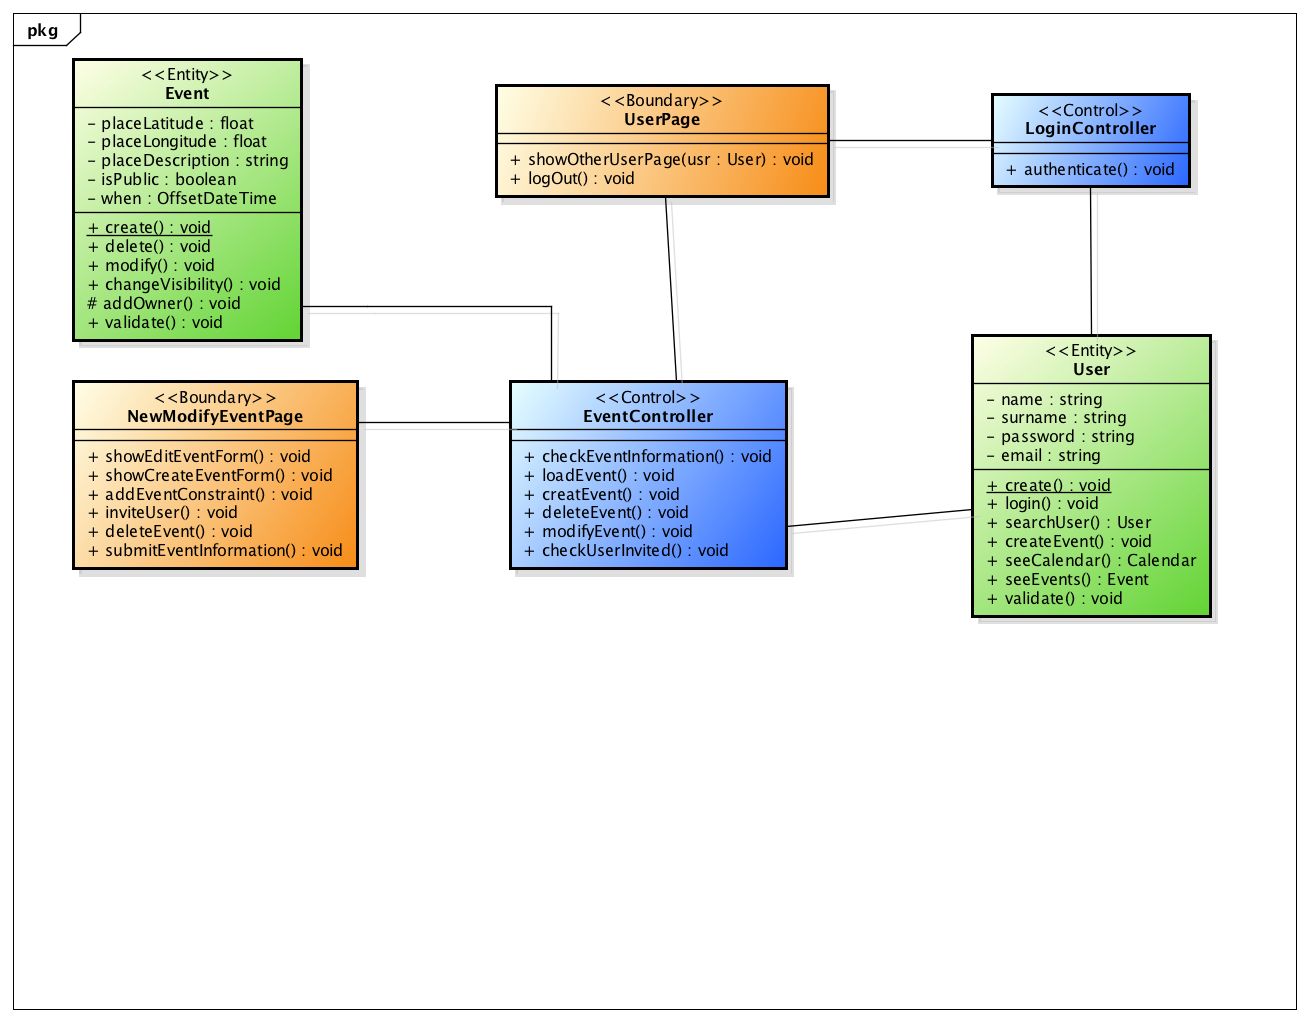 pkg
<<Entity>>
Event
- placeLatitude : float
- placeLongitude : float
- placeDescription : string
- isPublic : boolean
- when : OffsetDateTime
+ create() : void
+ delete() : void
+ modify() : void
+ changeVisibility() : void
# addOwner() : void
+ validate() : void
<<Boundary>>
UserPage
+ showOtherUserPage(usr : User) : void
+ logOut() : void
<<Control>>
LoginController
+ authenticate() : void
<<Boundary>>
NewModifyEventPage
+ showEditEventForm() : void
+ showCreateEventForm() : void
+ addEventConstraint() : void
+ inviteUser() : void
+ deleteEvent() : void
+ submitEventInformation() : void
<<Control>>
EventController
+ checkEventInformation() : void
+ loadEvent() : void
+ creatEvent() : void
+ deleteEvent() : void
+ modifyEvent() : void
+ checkUserInvited() : void
<<Entity>>
User
- name : string
- surname : string
- password : string
- email : string
+ create() : void
+ login() : void
+ searchUser() : User
+ createEvent() : void
+ seeCalendar() : Calendar
+ seeEvents() : Event
+ validate() : void